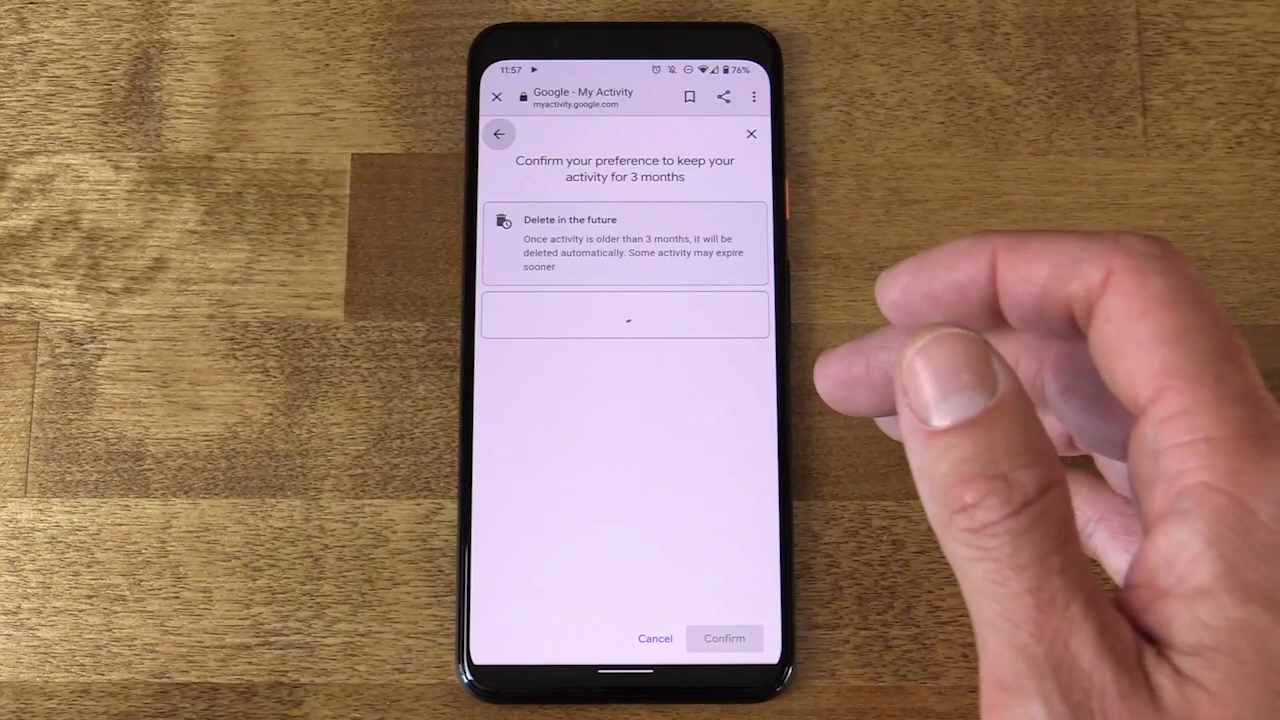 11:57
76%
Google - My Activity
myactivity.google.com
Confirm your preference to keep your
activity for 3 months
Delete in the future
Once activity is older than 3 months, it will be
deleted automatically. Some activity may expire
sooner
Cancel
Confirm